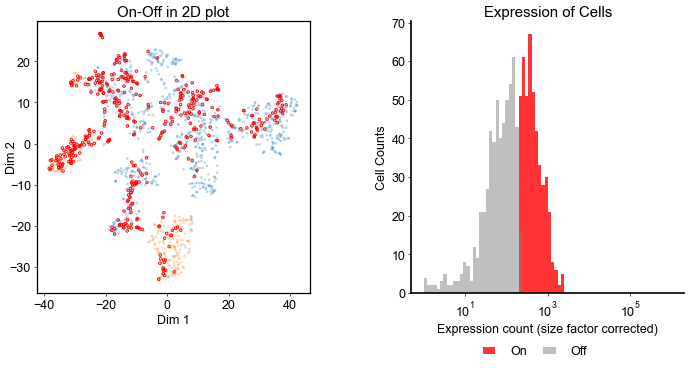 On-Off in 2D plot
20
10
0
−10
−20
−30
Dim 2
−40
−20
0
20
40
Dim 1
Expression of Cells
70
60
50
40
30
20
10
0
Cell Counts
10^1
10^3
10^5
Expression count (size factor corrected)
On
Off